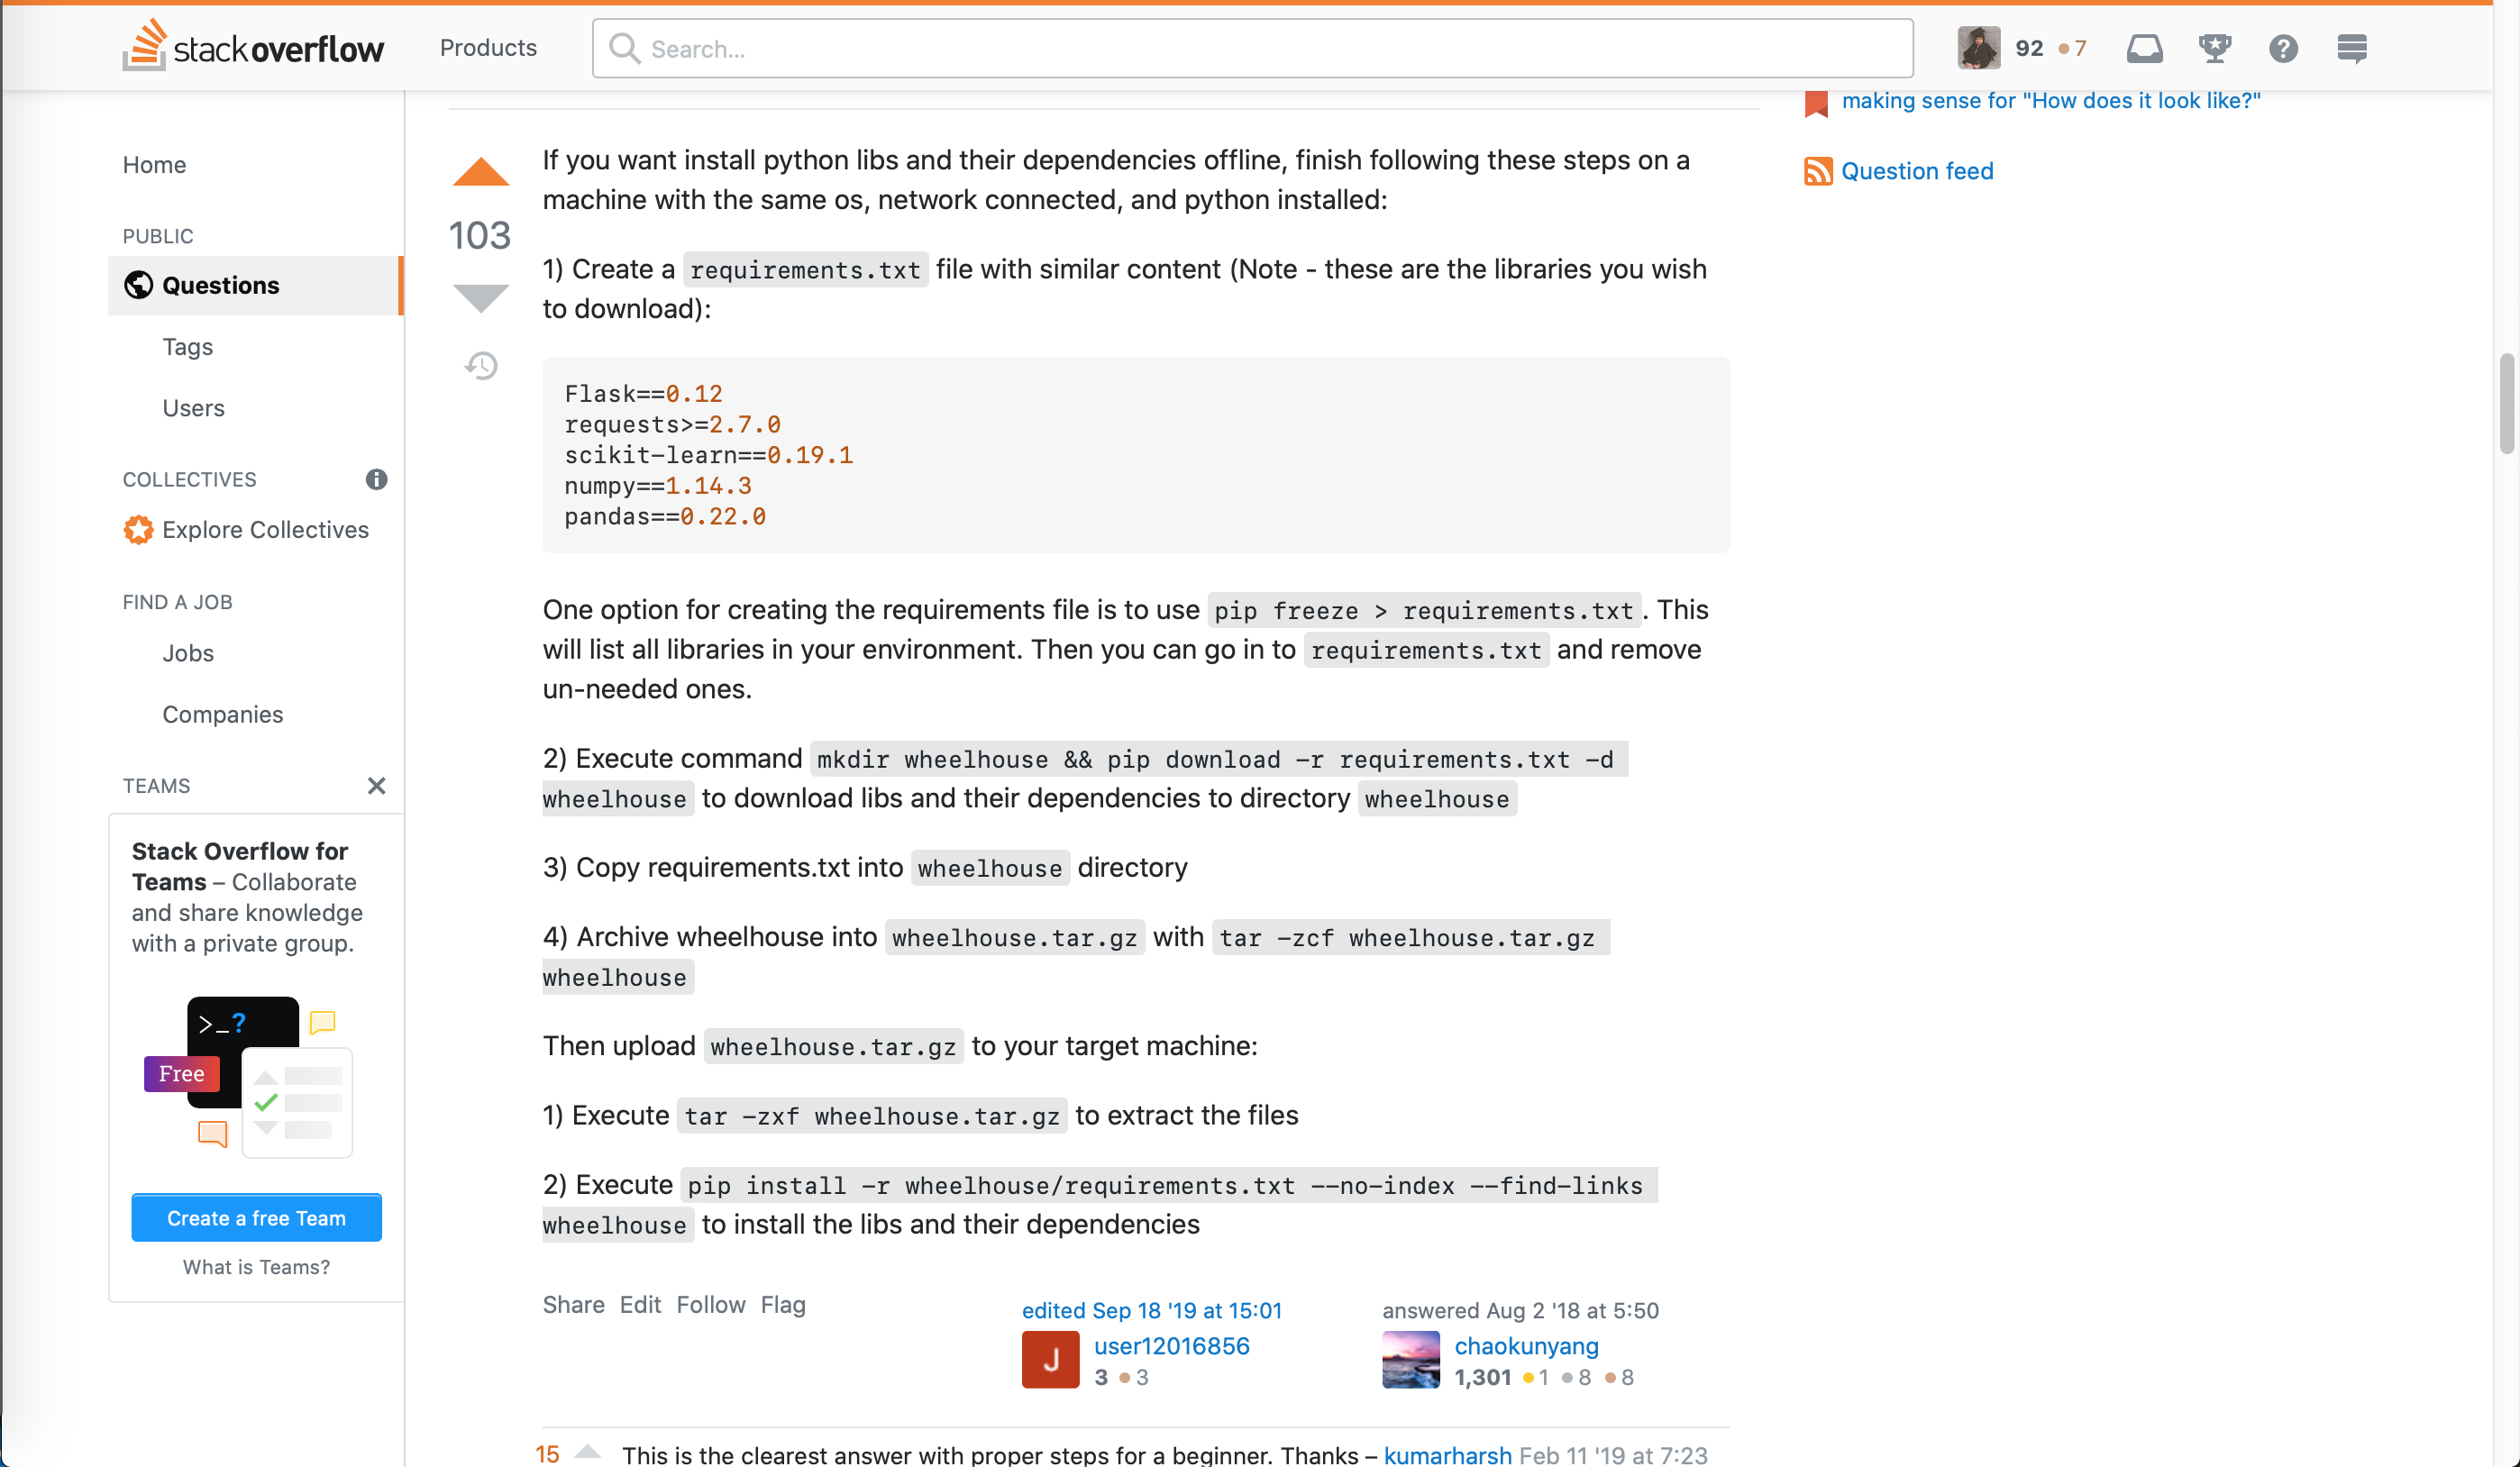 stackoverflow
Products
Search...
92 7
making sense for "How does it look like?"
Question feed
Home
PUBLIC
Questions
Tags
Users
COLLECTIVES
Explore Collectives
FIND A JOB
Jobs
Companies
TEAMS
Stack Overflow for
Teams – Collaborate
and share knowledge
with a private group.
>_?
Free
Create a free Team
What is Teams?
103
If you want install python libs and their dependencies offline, finish following these steps on a
machine with the same os, network connected, and python installed:
1) Create a requirements.txt file with similar content (Note - these are the libraries you wish
to download):
Flask==0.12
requests>=2.7.0
scikit-learn==0.19.1
numpy==1.14.3
pandas==0.22.0
One option for creating the requirements file is to use pip freeze > requirements.txt. This
will list all libraries in your environment. Then you can go in to requirements.txt and remove
un-needed ones.
2) Execute command mkdir wheelhouse && pip download -r requirements.txt -d
wheelhouse to download libs and their dependencies to directory wheelhouse
3) Copy requirements.txt into wheelhouse directory
4) Archive wheelhouse into wheelhouse.tar.gz with tar -zcf wheelhouse.tar.gz
wheelhouse
Then upload wheelhouse.tar.gz to your target machine:
1) Execute tar -zxf wheelhouse.tar.gz to extract the files
2) Execute pip install -r wheelhouse/requirements.txt --no-index --find-links
wheelhouse to install the libs and their dependencies
Share Edit Follow Flag
edited Sep 18 '19 at 15:01
J
user12016856
3 3
answered Aug 2 '18 at 5:50
chaokunyang
1,301 1 8 8
15 This is the clearest answer with proper steps for a beginner. Thanks – kumarharsh Feb 11 '19 at 7:23